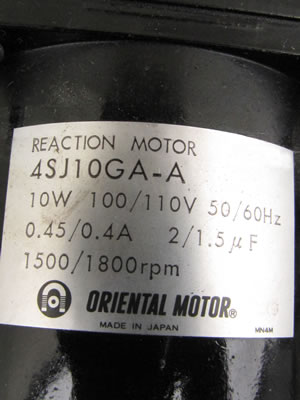 REACTION MOTOR
4SJ10GA-A
10W 100/110V 50/60Hz
0.45/0.4A 2/1.5μF
1500/1800rpm
ORIENTAL MOTOR®
MADE IN JAPAN MN4M